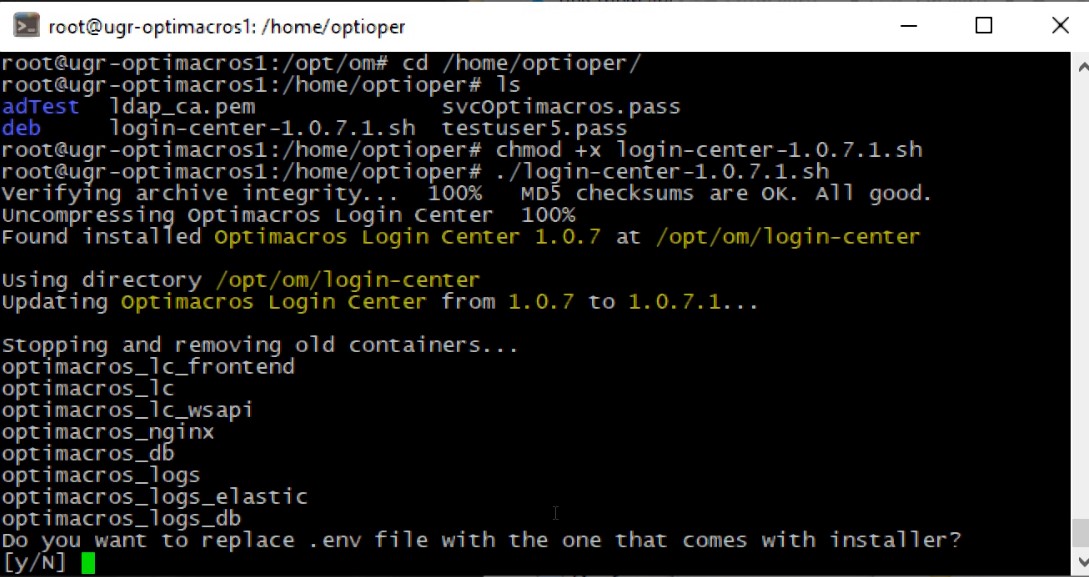 root@ugr-optimacros1: /home/optioper
root@ugr-optimacros1:/opt/om# cd /home/optioper/
root@ugr-optimacros1:/home/optioper# ls
adTest  ldap_ca.pem             svcOptimacros.pass
deb     login-center-1.0.7.1.sh  testuser5.pass
root@ugr-optimacros1:/home/optioper# chmod +x login-center-1.0.7.1.sh
root@ugr-optimacros1:/home/optioper# ./login-center-1.0.7.1.sh
Verifying archive integrity...  100%   MD5 checksums are OK. All good.
Uncompressing Optimacros Login Center  100%
Found installed Optimacros Login Center 1.0.7 at /opt/om/login-center
Using directory /opt/om/login-center
Updating Optimacros Login Center from 1.0.7 to 1.0.7.1...
Stopping and removing old containers...
optimacros_lc_frontend
optimacros_lc
optimacros_lc_wsapi
optimacros_nginx
optimacros_db
optimacros_logs
optimacros_logs_elastic
optimacros_logs_db
Do you want to replace .env file with the one that comes with installer?
[y/N]